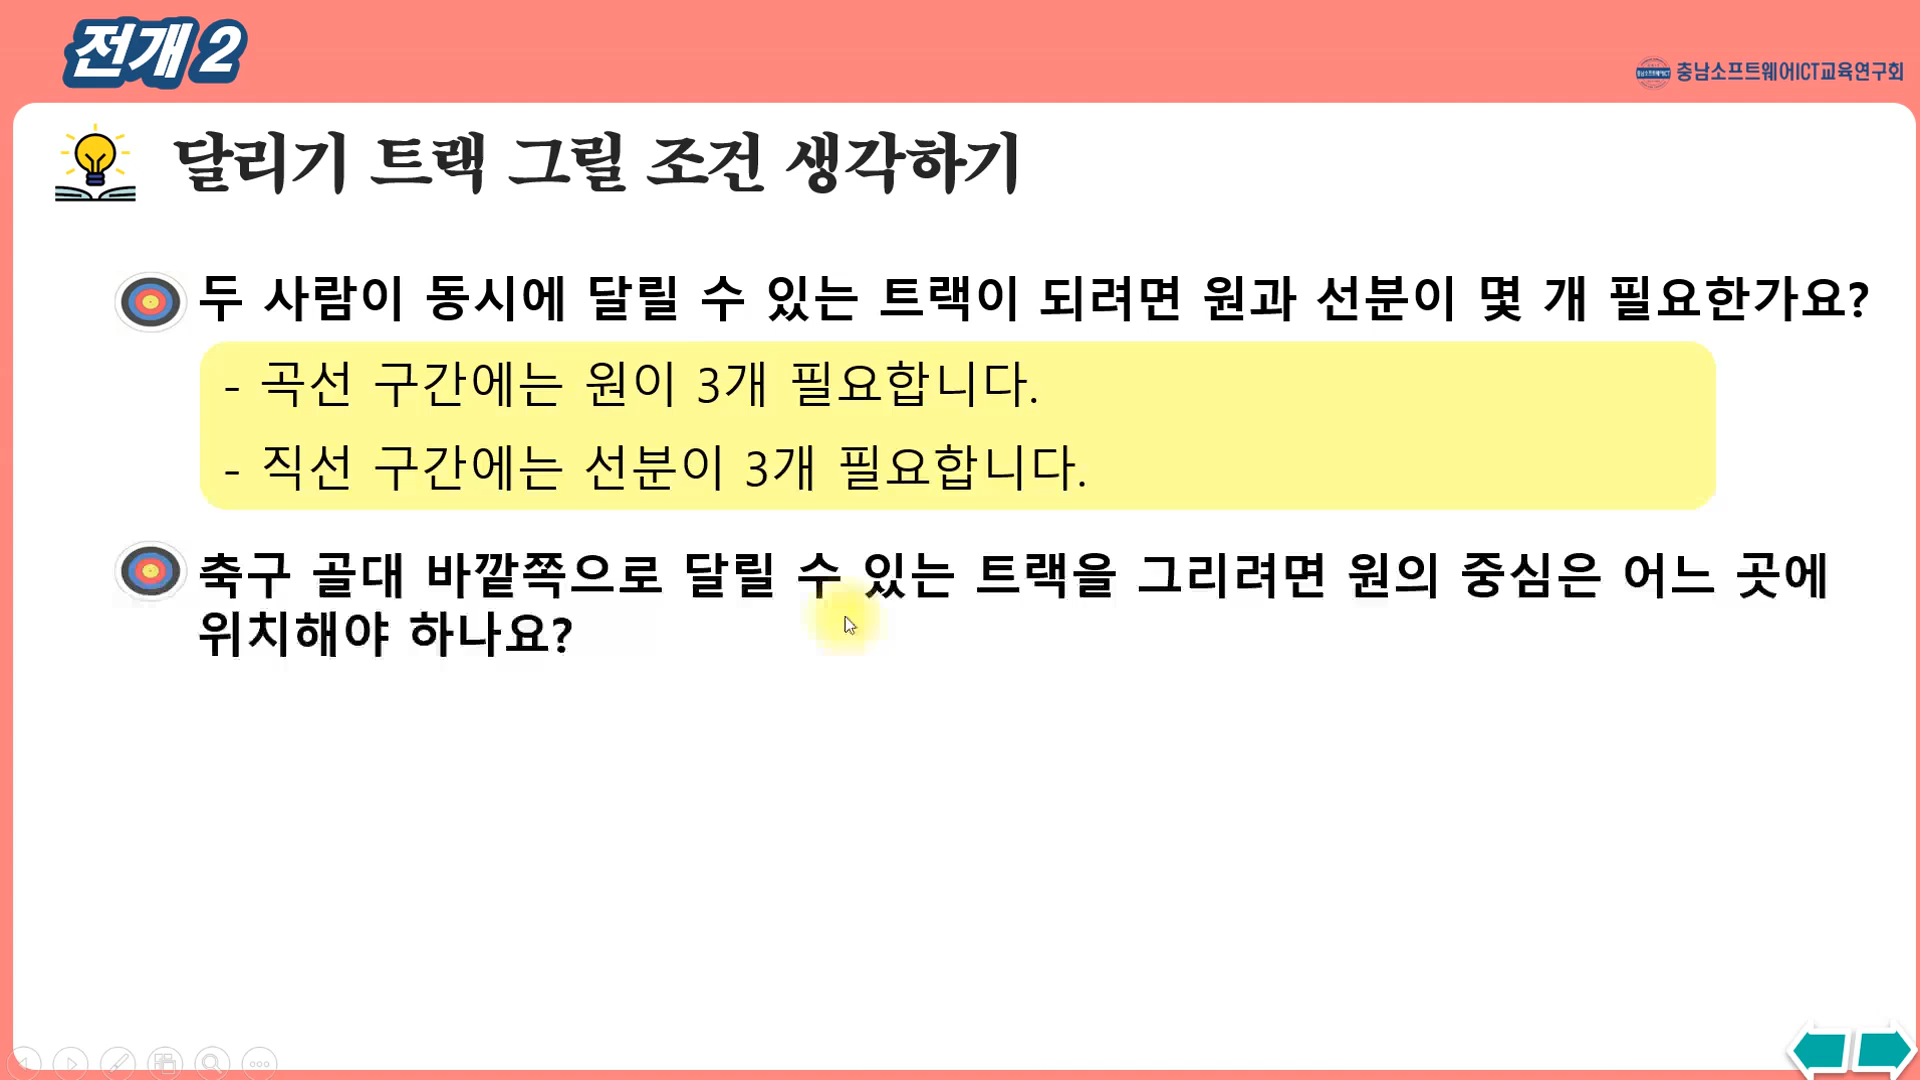 전개 2
충남소프트웨어ICT교육연구회
달리기 트랙 그릴 조건 생각하기
두 사람이 동시에 달릴 수 있는 트랙이 되려면 원과 선분이 몇 개 필요한가요?
- 곡선 구간에는 원이 3개 필요합니다.
- 직선 구간에는 선분이 3개 필요합니다.
축구 골대 바깥쪽으로 달릴 수 있는 트랙을 그리려면 원의 중심은 어느 곳에
위치해야 하나요?